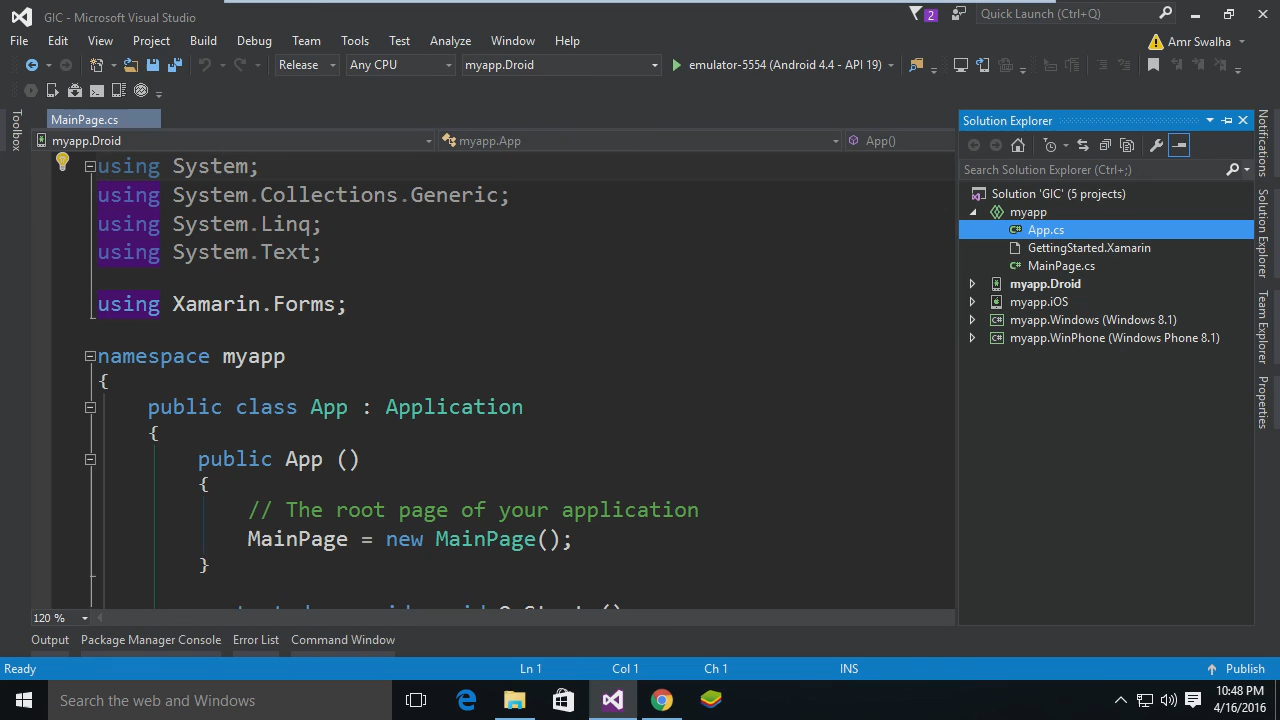 GIC - Microsoft Visual Studio
2
Quick Launch (Ctrl+Q)
File Edit View Project Build Debug Team Tools Test Analyze Window Help
Amr Swalha
Release Any CPU myapp.Droid emulator-5554 (Android 4.4 - API 19)
MainPage.cs
myapp.Droid myapp.App App()
Toolbox
using System;
using System.Collections.Generic;
using System.Linq;
using System.Text;
using Xamarin.Forms;
namespace myapp
{
public class App : Application
{
public App ()
{
// The root page of your application
MainPage = new MainPage();
}
120 %
Solution Explorer
Search Solution Explorer (Ctrl+;)
Solution 'GIC' (5 projects)
myapp
C# App.cs
GettingStarted.Xamarin
C# MainPage.cs
myapp.Droid
myapp.iOS
C# myapp.Windows (Windows 8.1)
C# myapp.WinPhone (Windows Phone 8.1)
Notifications
Solution Explorer
Team Explorer
Properties
Output Package Manager Console Error List Command Window
Ready Ln 1 Col 1 Ch 1 INS Publish
Search the web and Windows
10:48 PM
4/16/2016